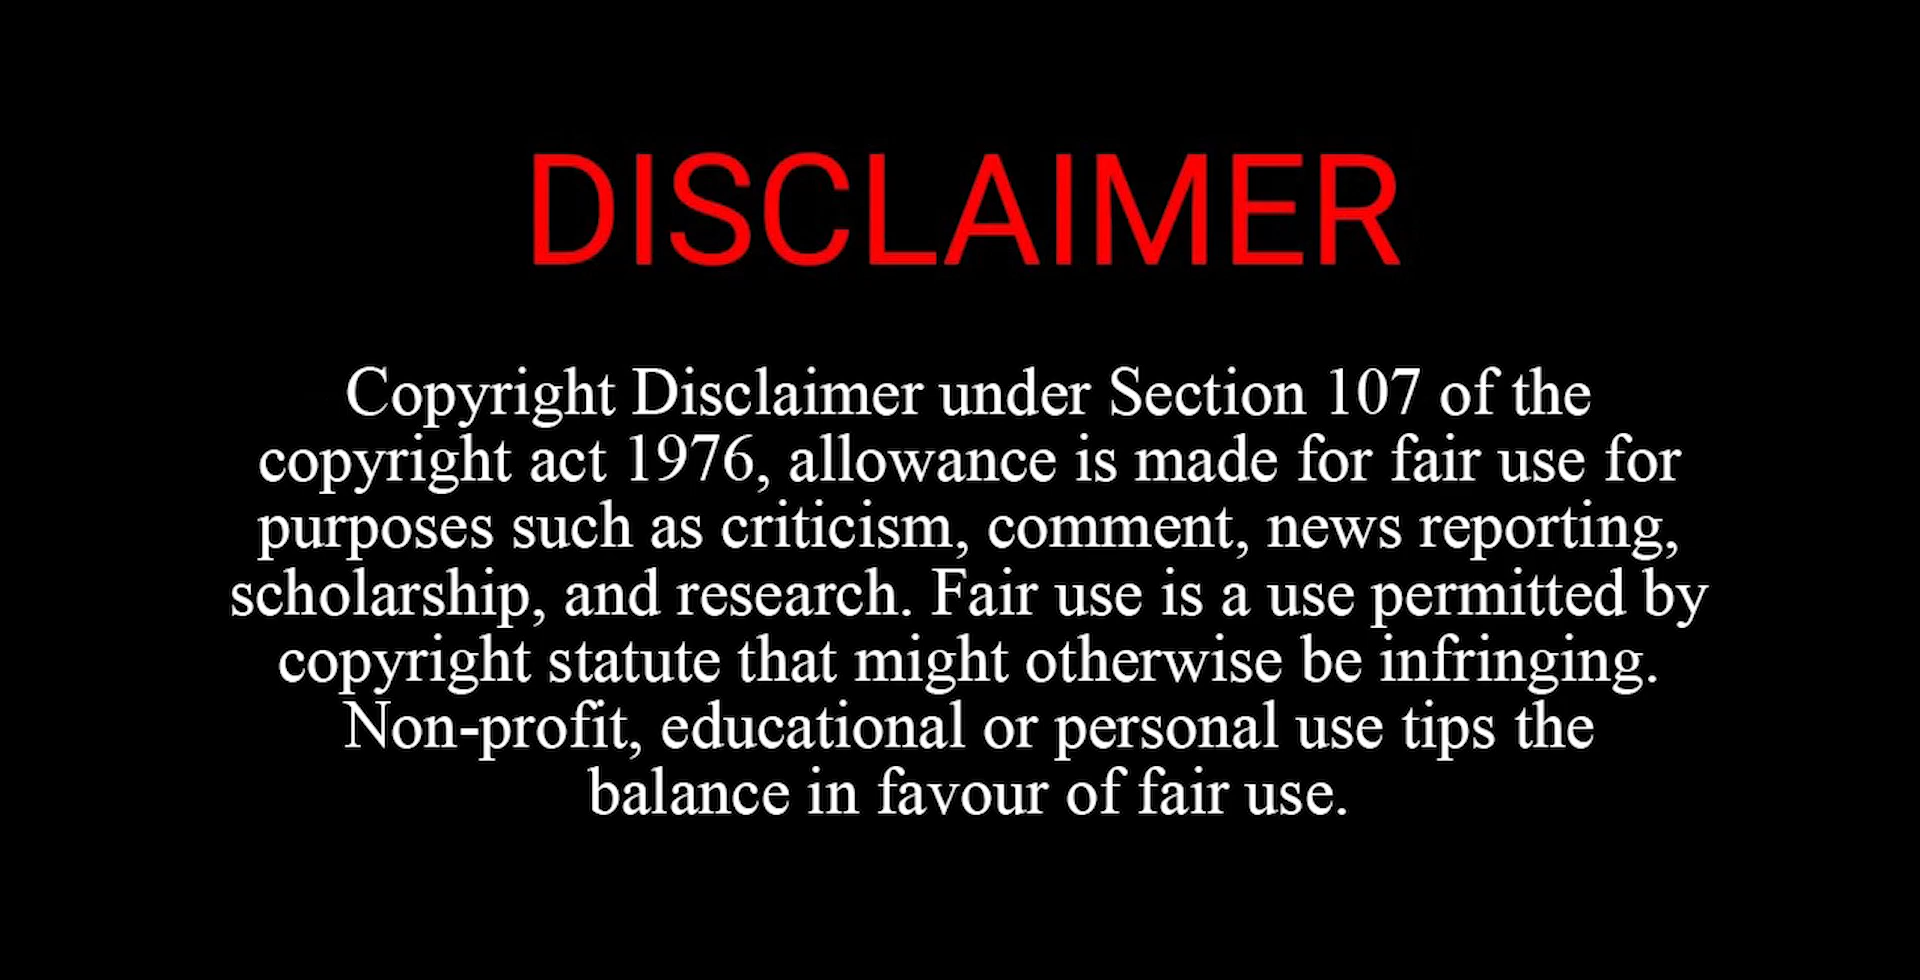 DISCLAIMER
Copyright Disclaimer under Section 107 of the
copyright act 1976, allowance is made for fair use for
purposes such as criticism, comment, news reporting,
scholarship, and research. Fair use is a use permitted by
copyright statute that might otherwise be infringing.
Non-profit, educational or personal use tips the
balance in favour of fair use.